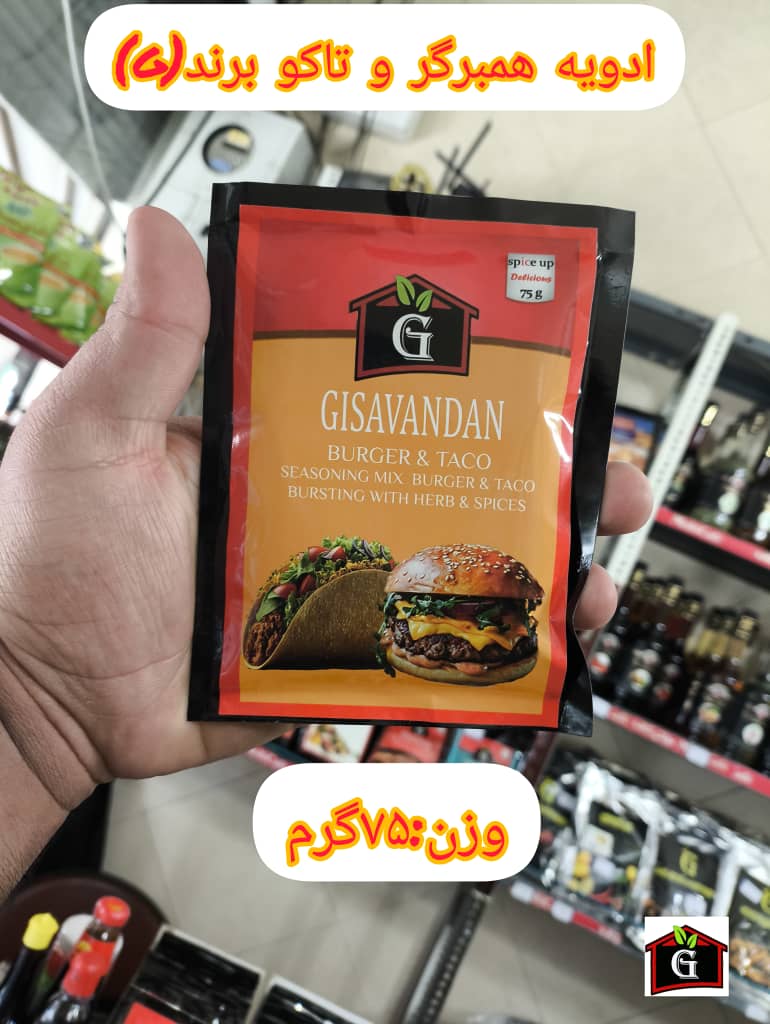 ادویه همبرگر و تاکو برند(G)
spice up
Delicious
75 g
G
GISAVANDAN
BURGER & TACO
SEASONING MIX BURGER & TACO
BURSTING WITH HERB & SPICES
وزن:۷۵گرم
G
G